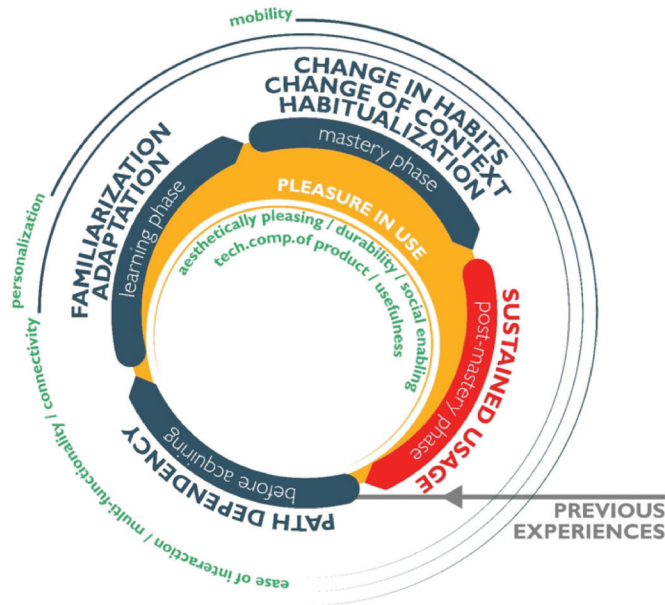 mobility
CHANGE IN HABITS
CHANGE OF CONTEXT
HABITUALIZATION
mastery phase
FAMILIARIZATION
ADAPTATION
learning phase
PLEASURE IN USE
aesthetically pleasing / durability / social enabling
tech.comp.of product / usefulness
personalization
SUSTAINED USAGE
post-mastery phase
before acquiring
PATH DEPENDENCY
ease of interaction / multi-functionality / connectivity
PREVIOUS
EXPERIENCES